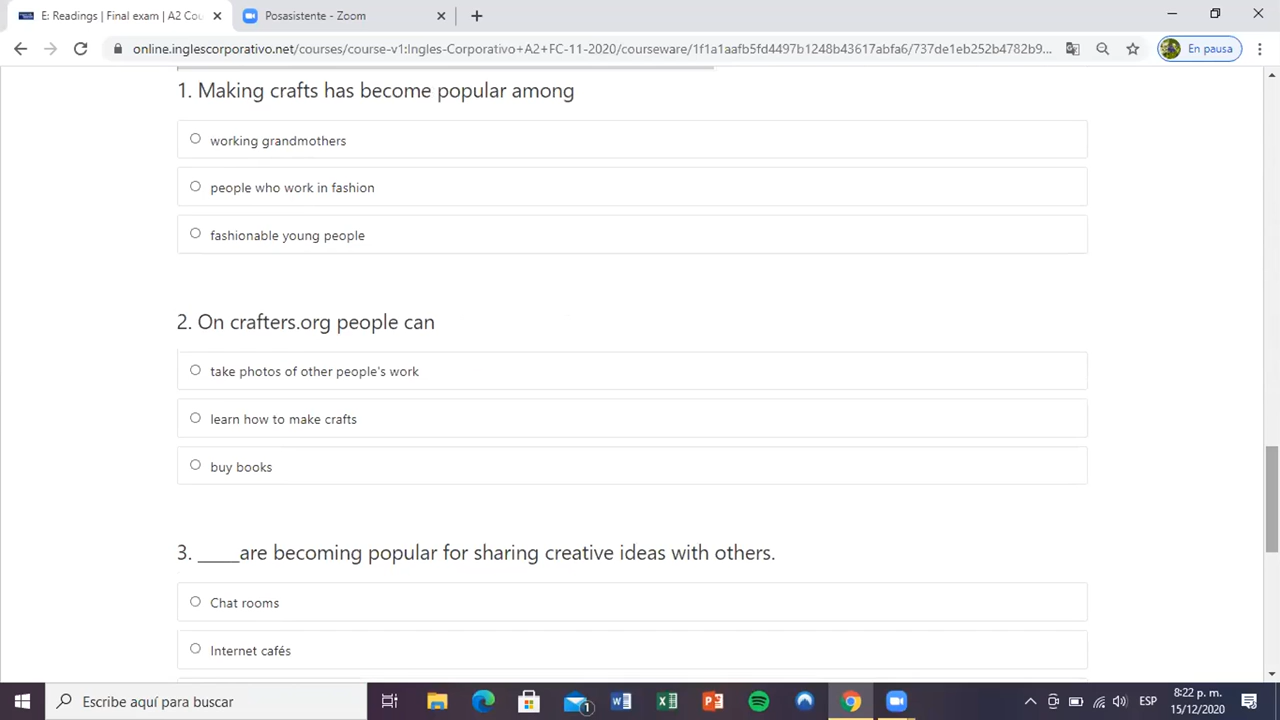 E: Readings | Final exam | A2 Cou
Posasistente - Zoom
online.inglescorporativo.net/courses/course-v1:Ingles-Corporativo+A2+FC-11-2020/courseware/1f1a1aafb5fd4497b1248b43617abfa6/737de1eb252b4782b9...
En pausa
1. Making crafts has become popular among
working grandmothers
people who work in fashion
fashionable young people
2. On crafters.org people can
take photos of other people's work
learn how to make crafts
buy books
3. ____are becoming popular for sharing creative ideas with others.
Chat rooms
Internet cafés
Escribe aquí para buscar
1
ESP
8:22 p. m.
15/12/2020